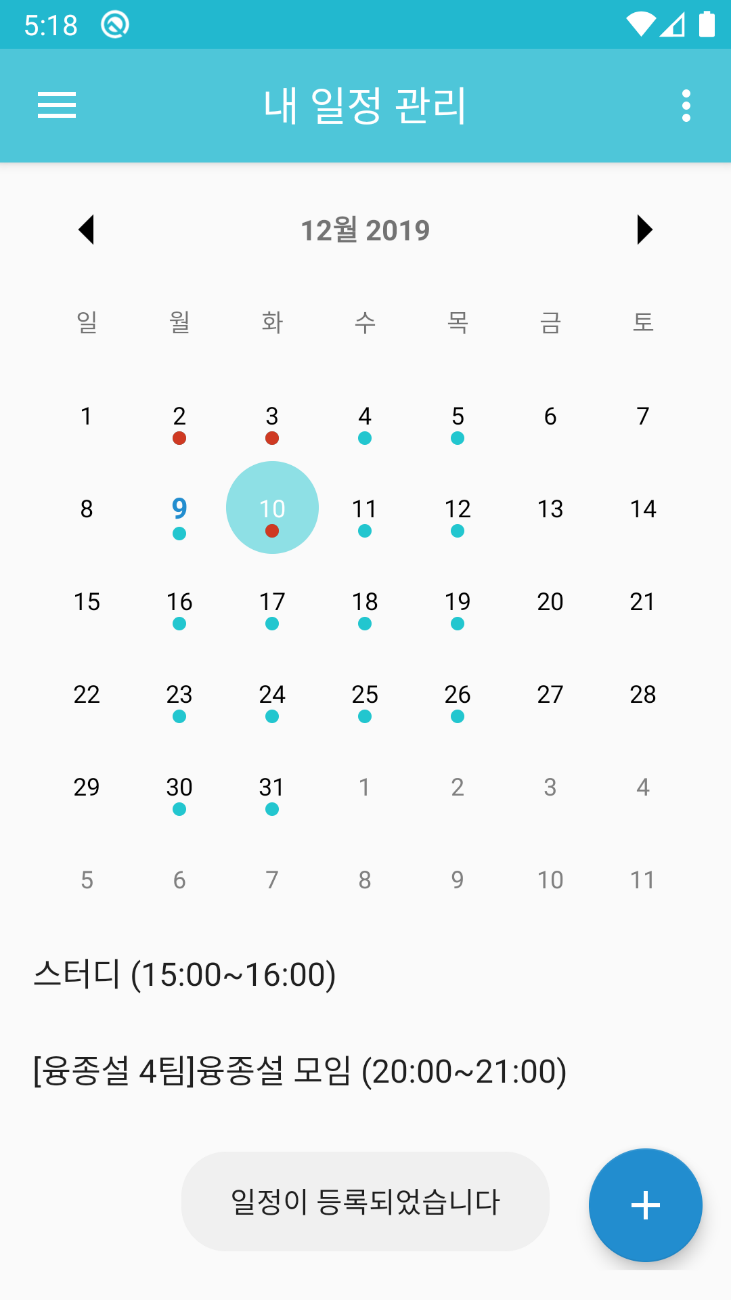 5:18
내 일정 관리
12월 2019
일 월 화 수 목 금 토
1 2 3 4 5 6 7
8 9 10 11 12 13 14
15 16 17 18 19 20 21
22 23 24 25 26 27 28
29 30 31 1 2 3 4
5 6 7 8 9 10 11
스터디 (15:00~16:00)
[융종설 4팀]융종설 모임 (20:00~21:00)
일정이 등록되었습니다
+